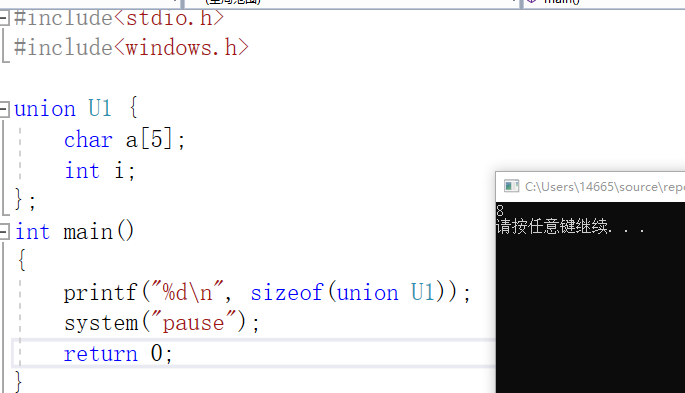 (全局范围)
main()
#include<stdio.h>
#include<windows.h>
union U1 {
char a[5];
int i;
};
int main()
{
printf("%d\n", sizeof(union U1));
system("pause");
return 0;
}
C:\Users\14665\source\repo
8
请按任意键继续. . .